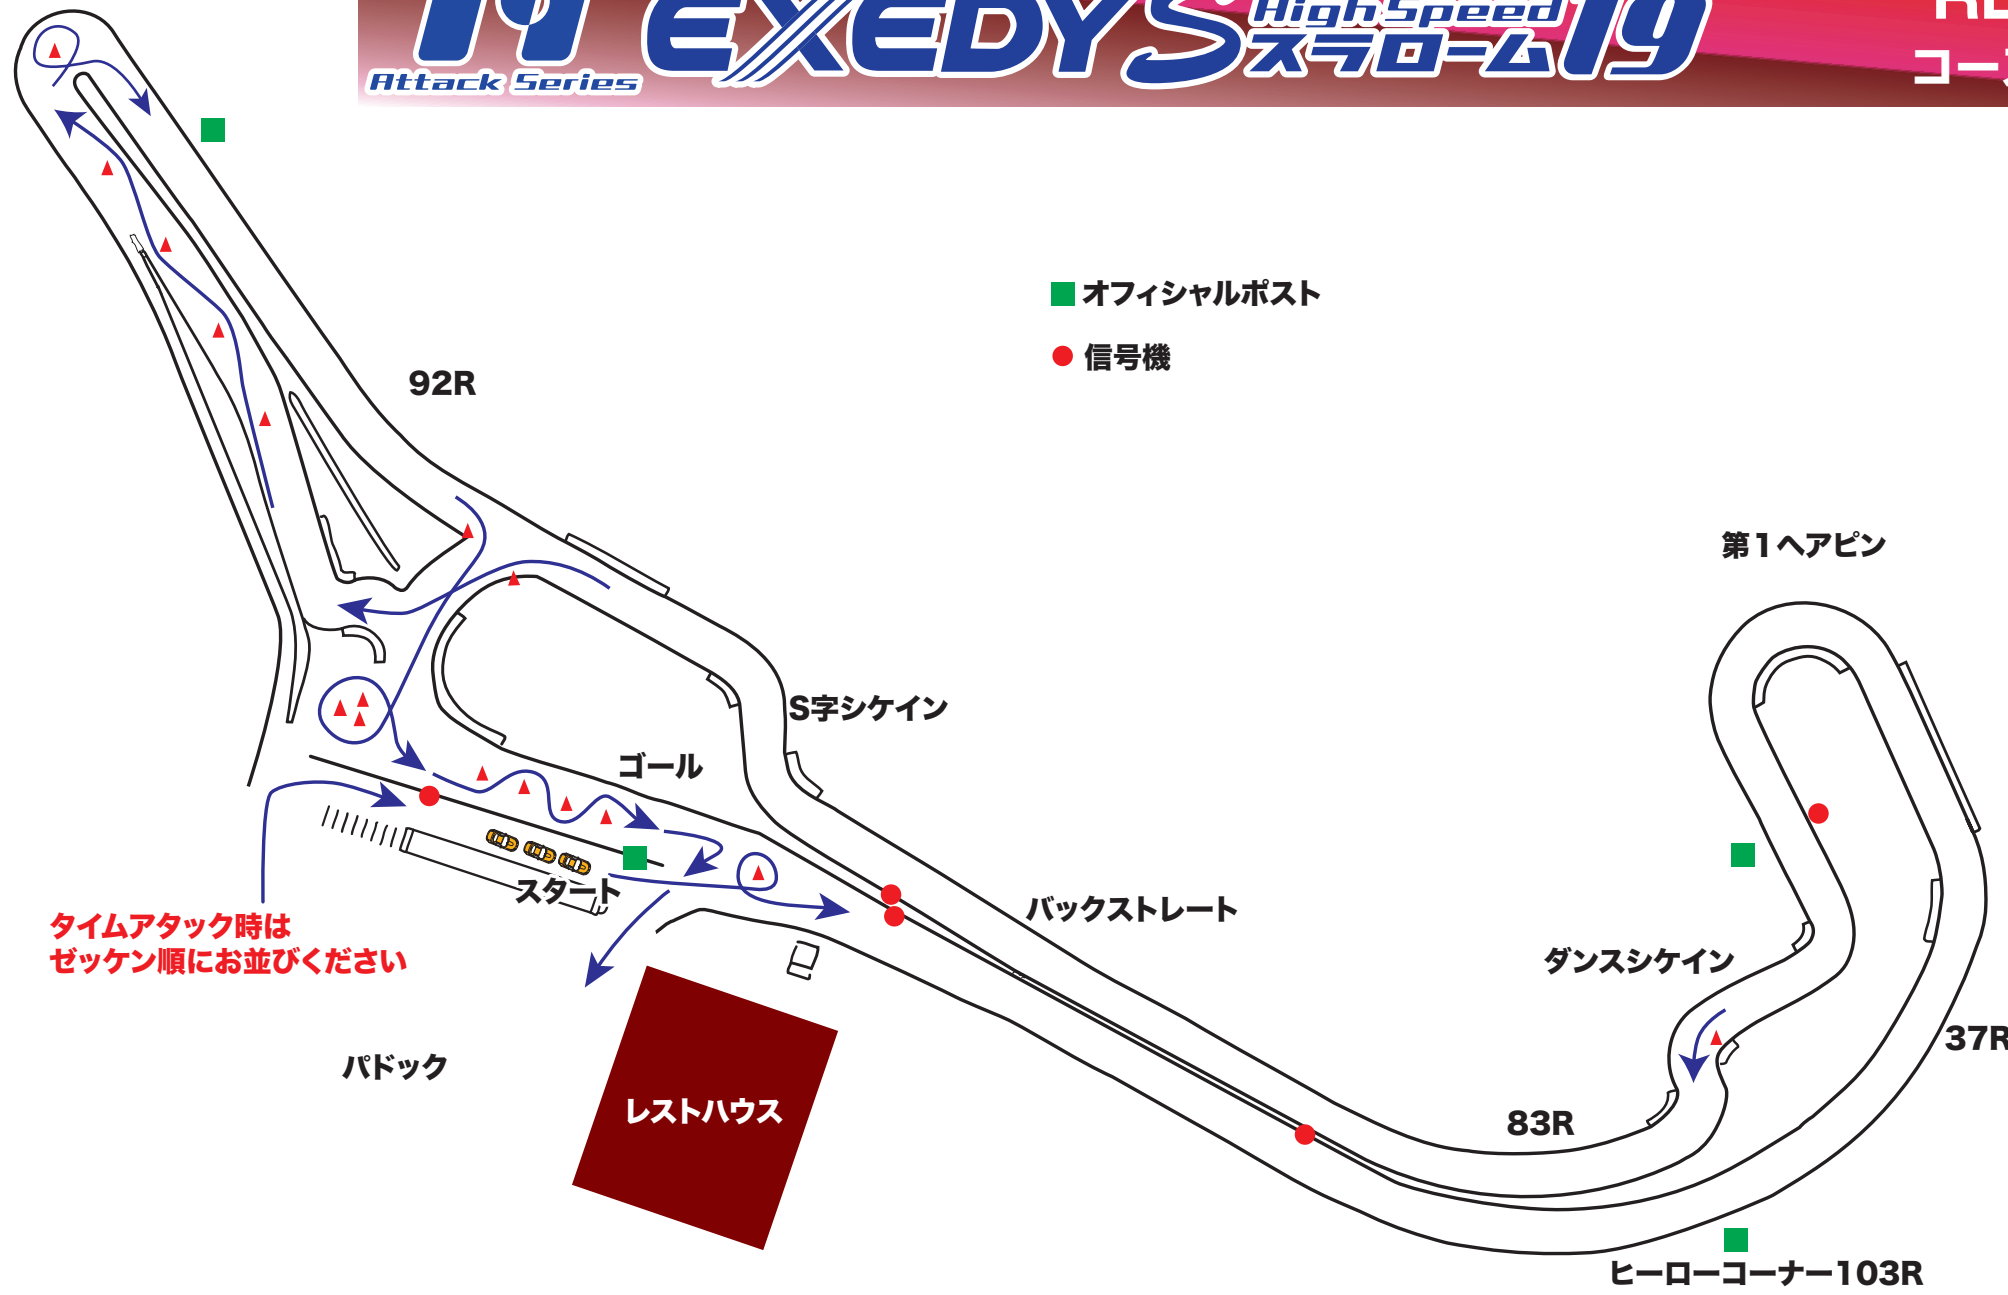 EXEDY
High Speed
スラローム19
Attack Series
オフィシャルポスト
信号機
92R
第1ヘアピン
S字シケイン
ゴール
バックストレート
スタート
タイムアタック時は
ゼッケン順にお並びください
ダンスシケイン
37R
パドック
レストハウス
83R
ヒーローコーナー103R